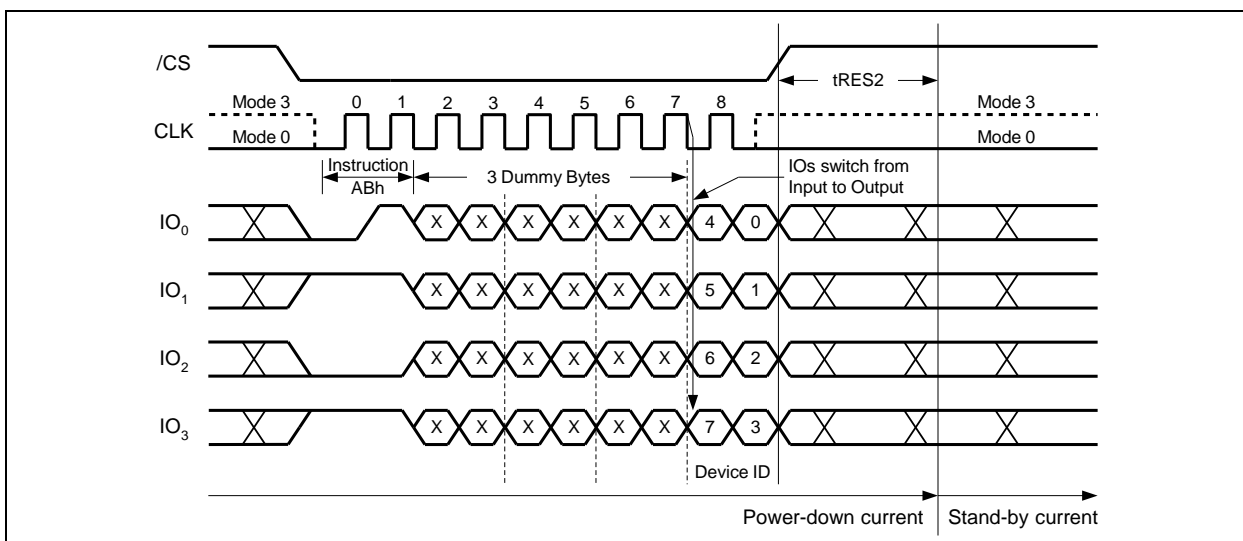 /CS
tRES2
Mode 3 0 1 2 3 4 5 6 7 8 Mode 3
CLK
Mode 0 Mode 0
Instruction
ABh
3 Dummy Bytes
IOs switch from
Input to Output
IO0 X X X X X X 4 0
IO1 X X X X X X 5 1
IO2 X X X X X X 6 2
IO3 X X X X X X 7 3
Device ID
Power-down current Stand-by current